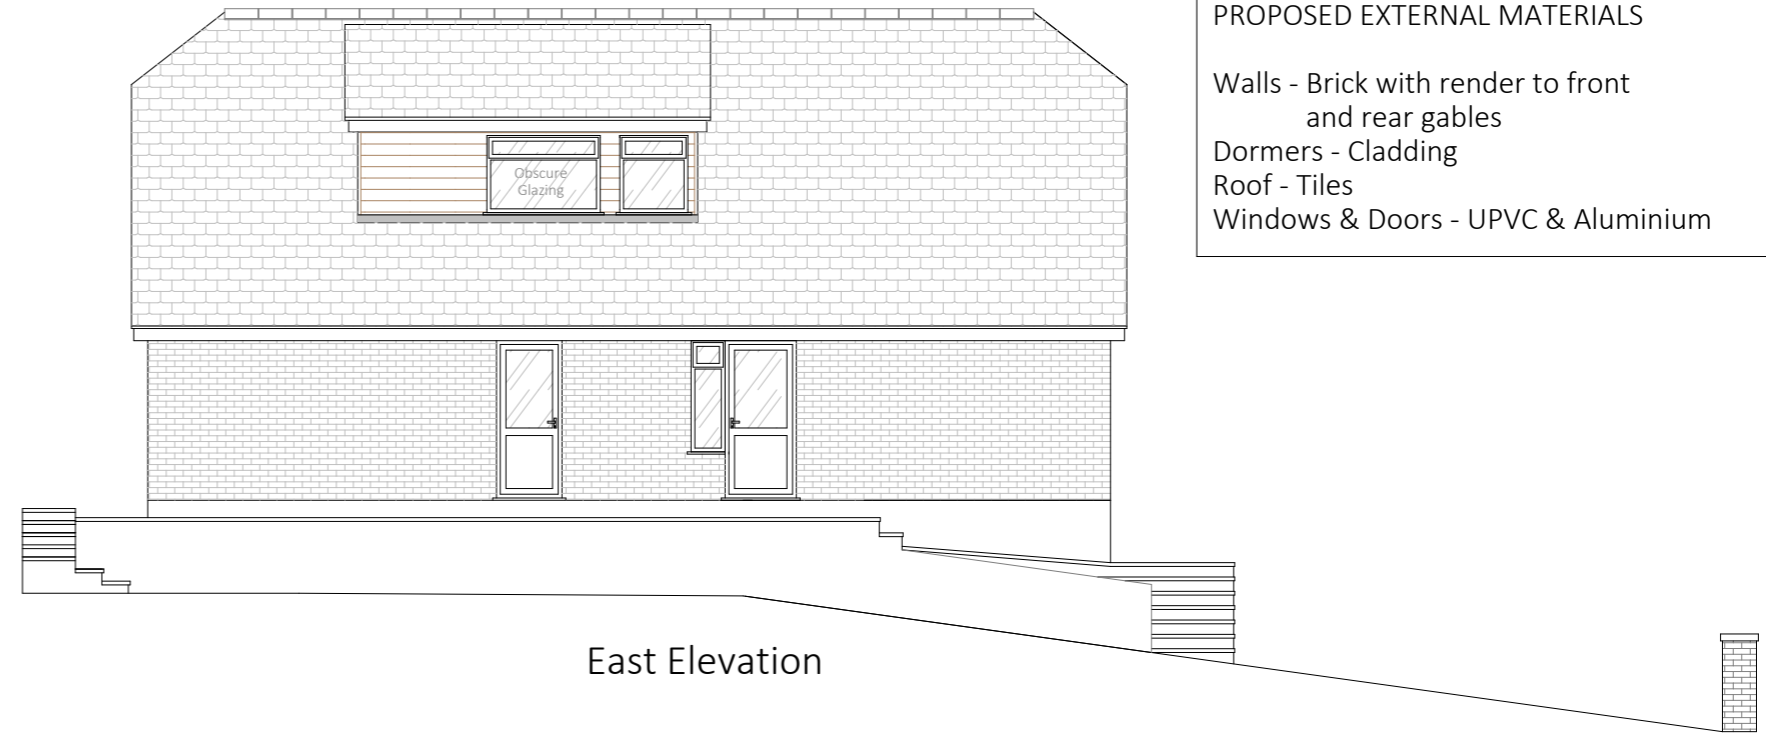 PROPOSED EXTERNAL MATERIALS
Walls - Brick with render to front
and rear gables
Dormers - Cladding
Roof - Tiles
Windows & Doors - UPVC & Aluminium
Obscure
Glazing
East Elevation